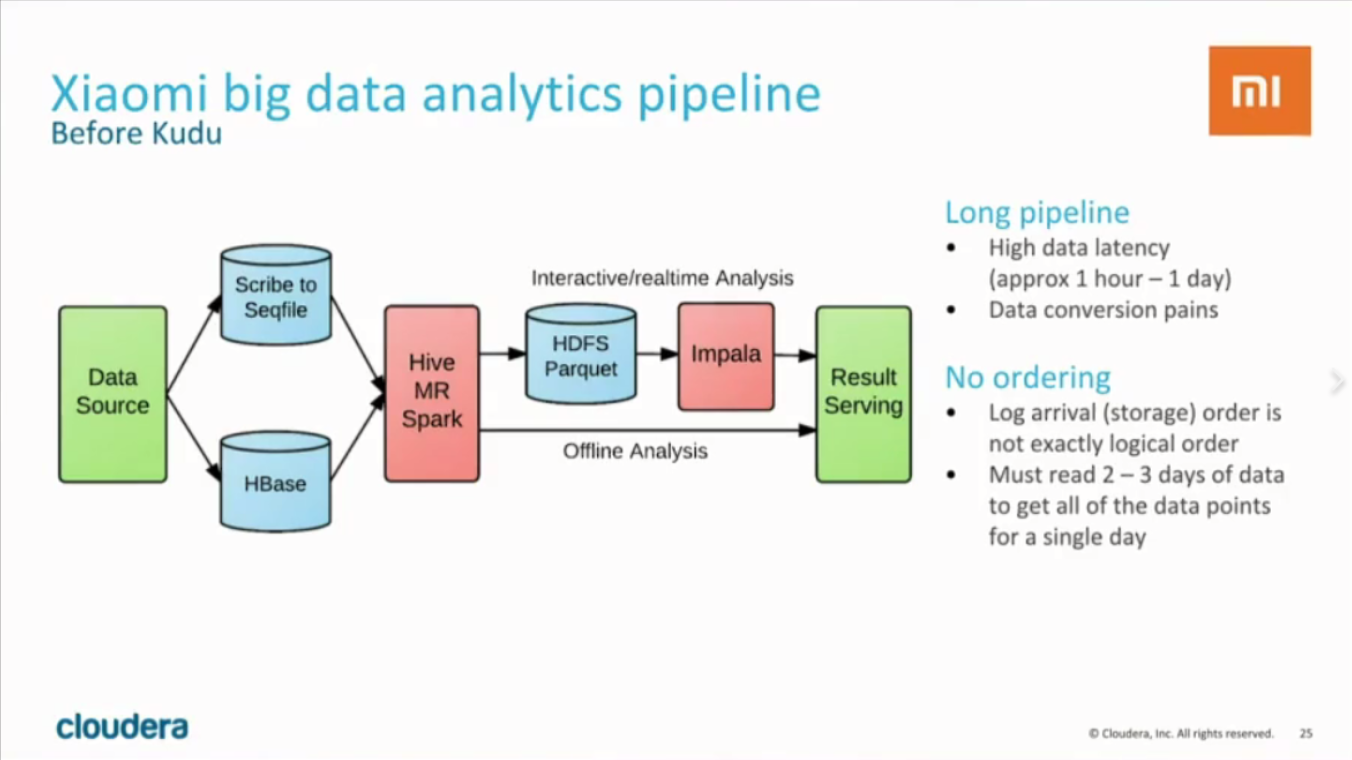 Xiaomi big data analytics pipeline
Before Kudu
mi
Data
Source
Scribe to
Seqfile
HBase
Hive
MR
Spark
Interactive/realtime Analysis
HDFS
Parquet
Impala
Offline Analysis
Result
Serving
Long pipeline
• High data latency
(approx 1 hour – 1 day)
• Data conversion pains
No ordering
• Log arrival (storage) order is
not exactly logical order
• Must read 2 – 3 days of data
to get all of the data points
for a single day
cloudera
© Cloudera, Inc. All rights reserved. 25